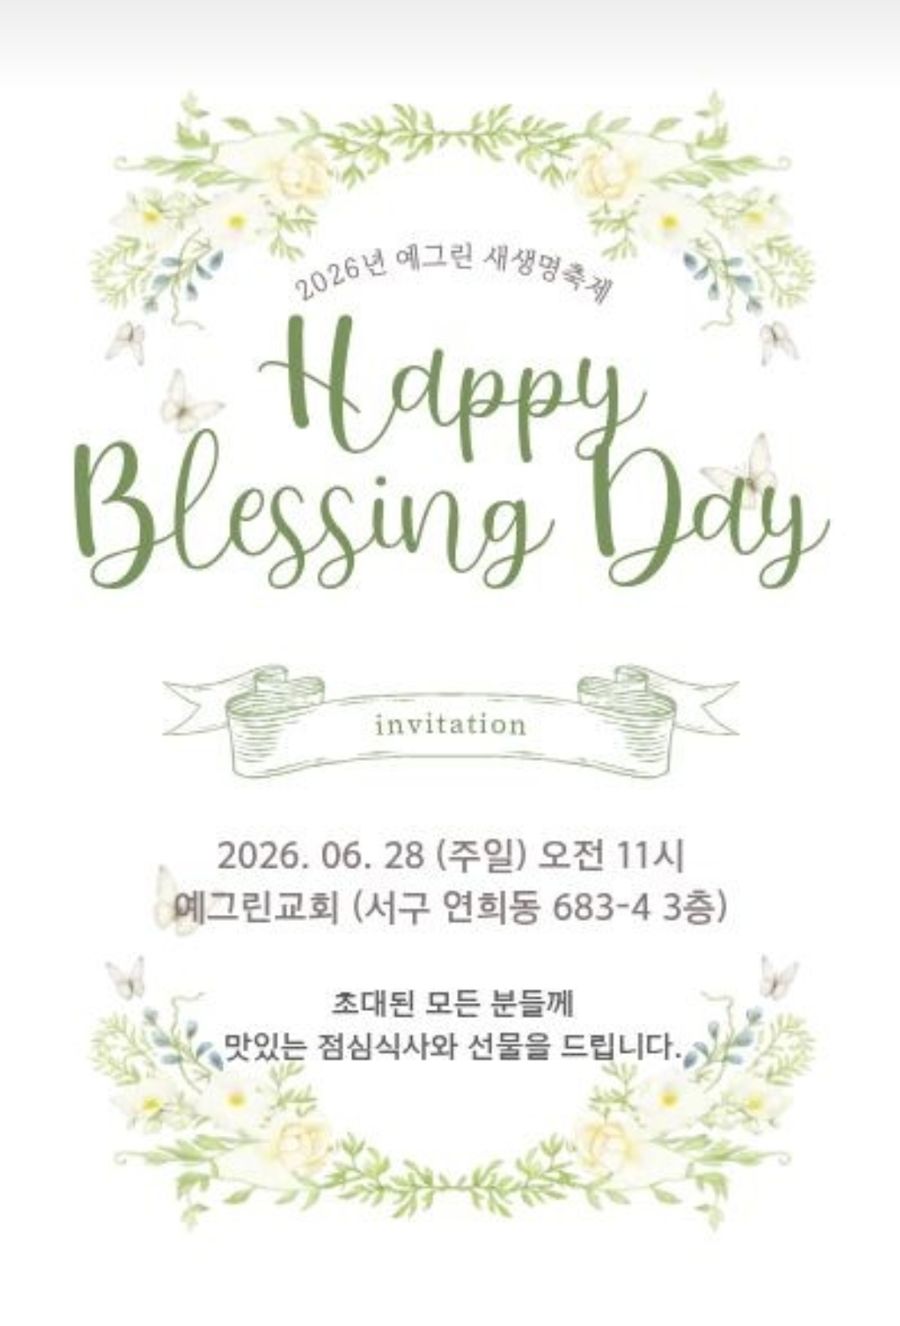 2026년 예그린 새생명축제
Happy
Blessing Day
invitation
2026. 06. 28 (주일) 오전 11시
예그린교회 (서구 연희동 683-4 3층)
초대된 모든 분들께
맛있는 점심식사와 선물을 드립니다.